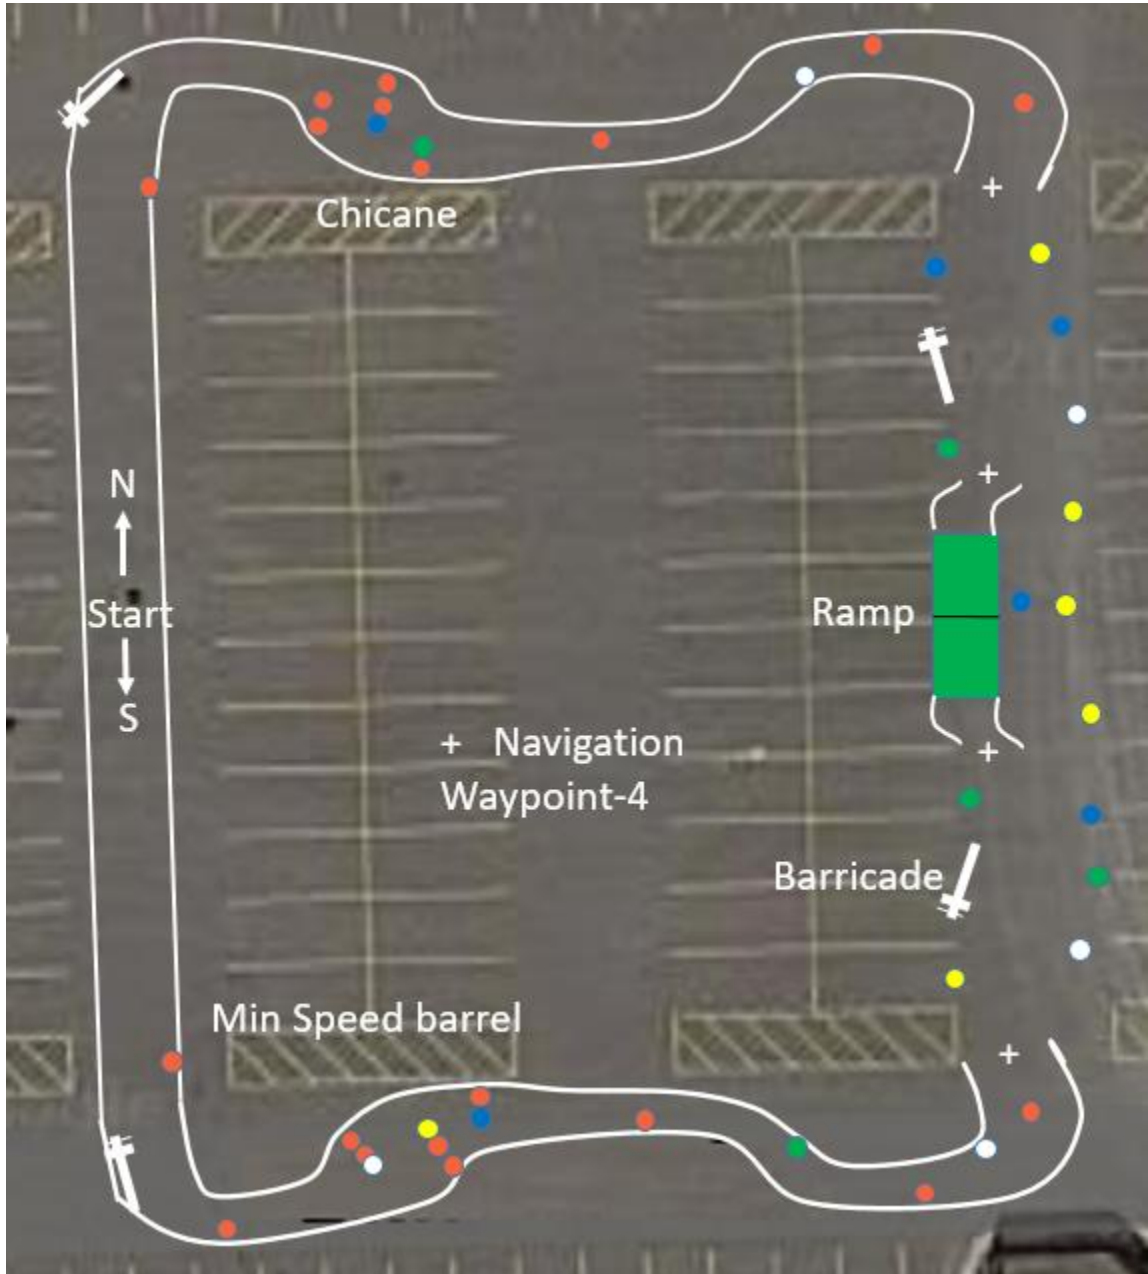 Chicane
N
Start
S
Ramp
+ Navigation
Waypoint-4
Barricade
Min Speed barrel